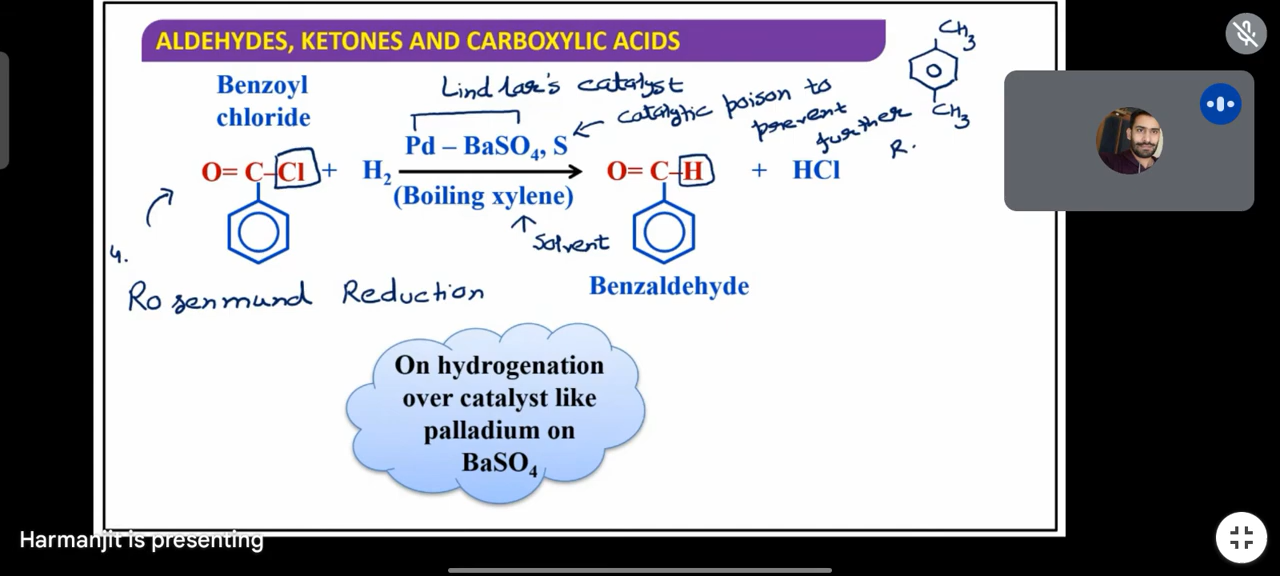 ALDEHYDES, KETONES AND CARBOXYLIC ACIDS
CH3
CH3
Benzoyl
chloride
Lindlar's catalyst
catalytic poison to
prevent
further
R.
Pd – BaSO4, S
O= C-Cl + H2 O= C-H + HCl
(Boiling xylene)
Solvent
4.
Rosenmund Reduction
Benzaldehyde
On hydrogenation
over catalyst like
palladium on
BaSO4
Harmanjit is presenting